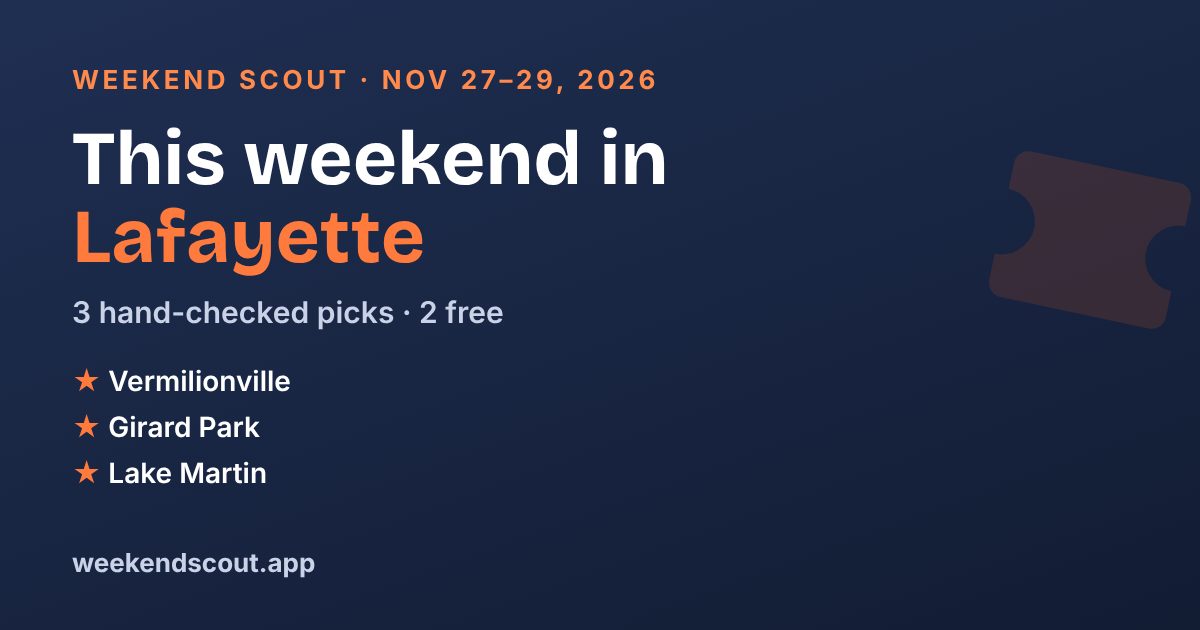 WEEKEND SCOUT · NOV 27–29, 2026
This weekend in
Lafayette
3 hand-checked picks · 2 free
★ Vermilionville
★ Girard Park
★ Lake Martin
weekendscout.app